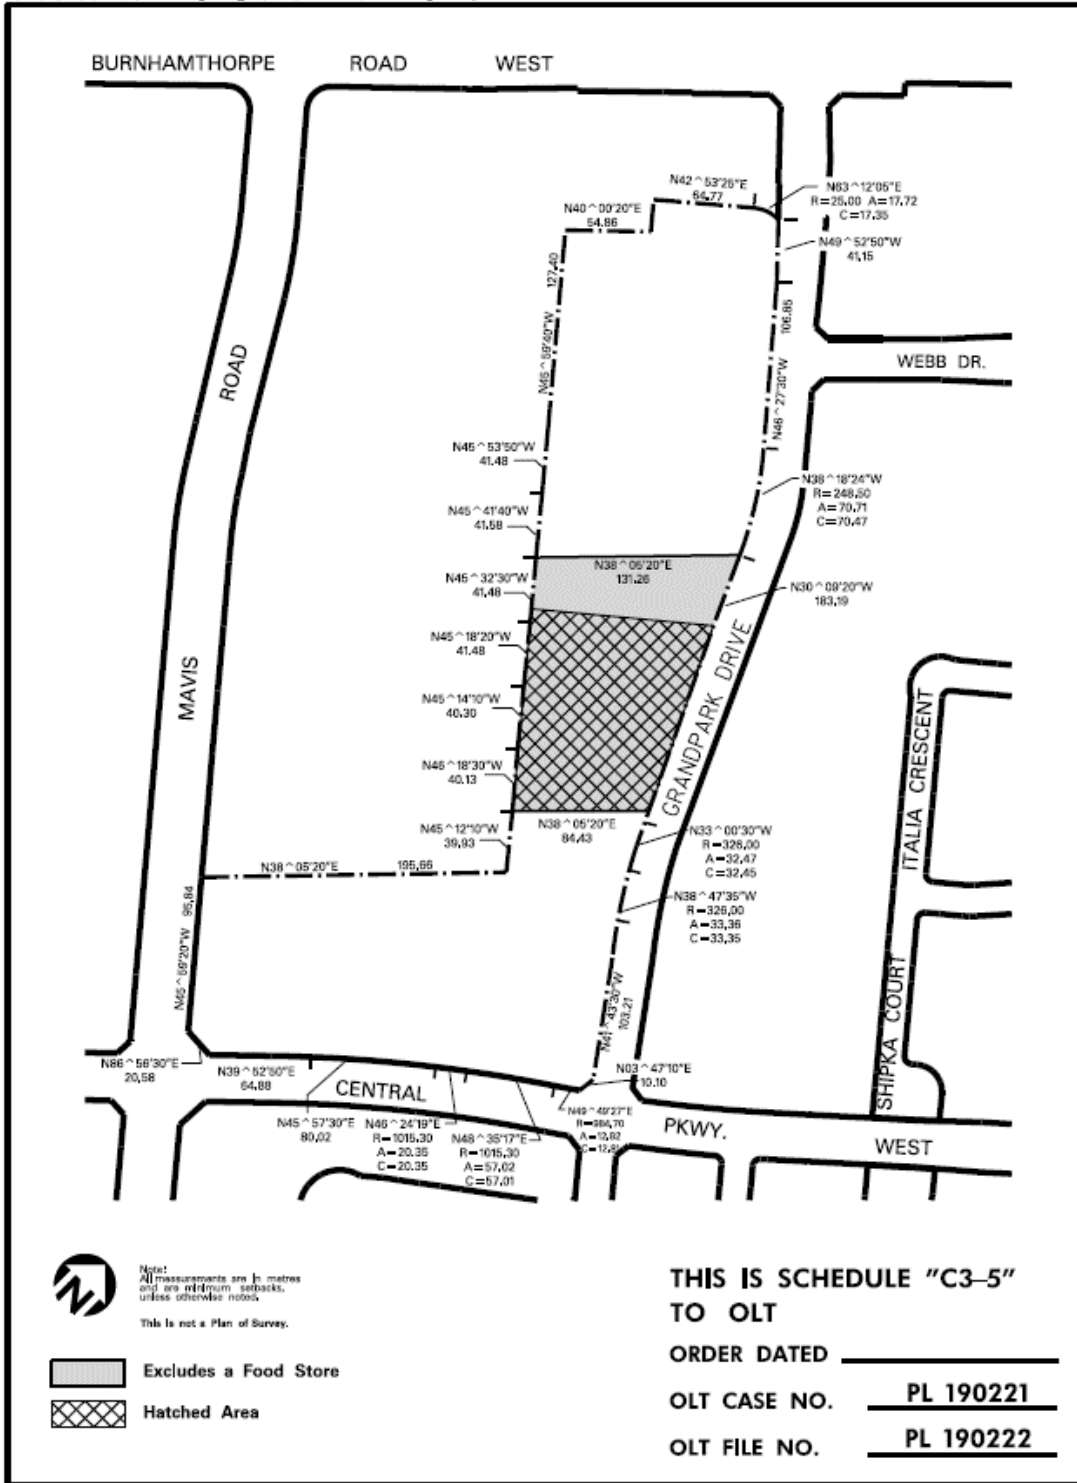 BURNHAMTHORPE ROAD WEST
N42^53'25"E
64.77
N63^12'05"E
R=25.00 A=17.72
C=17.35
N40^00'20"E
54.86
N49^52'50"W
41.15
127.40
N45^59'40"W
106.85
N46^27'30"W
WEBB DR.
ROAD
MAVIS
N45^53'50"W
41.48
N38^18'24"W
R=248.50
A=70.71
C=70.47
N45^41'40"W
41.58
N38^05'20"E
131.26
N45^32'30"W
41.48
N30^09'20"W
183.19
N45^18'20"W
41.48
GRANDPARK DRIVE
N45^14'10"W
40.30
ITALIA CRESCENT
N46^18'30"W
40.13
N45^12'10"W
39.93
N38^05'20"E
84.43
N33^00'30"W
R=326.00
A=32.47
C=32.45
N38^05'20"E 195.66
N38^47'35"W
R=326.00
A=33.36
C=33.35
N45^59'20"W 95.84
N41^43'30"W
103.21
SHIPKA COURT
N86^56'30"E
20.58
N39^52'50"E
64.88
N03^47'10"E
10.10
CENTRAL
PKWY.
WEST
N45^57'30"E
80.02
N46^24'19"E
R=1015.30
A=20.35
C=20.35
N48^35'17"E
R=1015.30
A=57.02
C=57.01
N49^49'27"E
R=984.70
A=12.82
C=12.81
N
Note:
All measurements are in metres
and are minimum setbacks,
unless otherwise noted.
This is not a Plan of Survey.
Excludes a Food Store
Hatched Area
THIS IS SCHEDULE "C3-5"
TO OLT
ORDER DATED
OLT CASE NO. PL 190221
OLT FILE NO. PL 190222